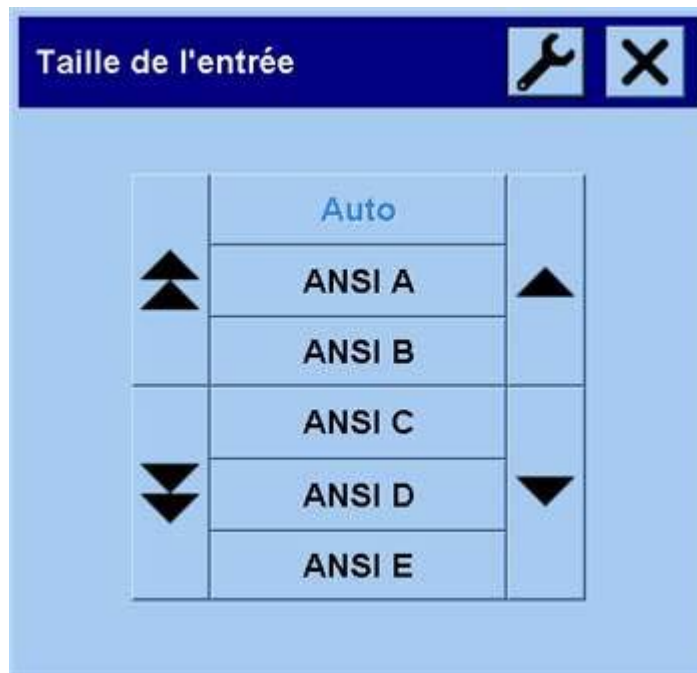 Taille de l'entrée
Auto
ANSI A
ANSI B
ANSI C
ANSI D
ANSI E